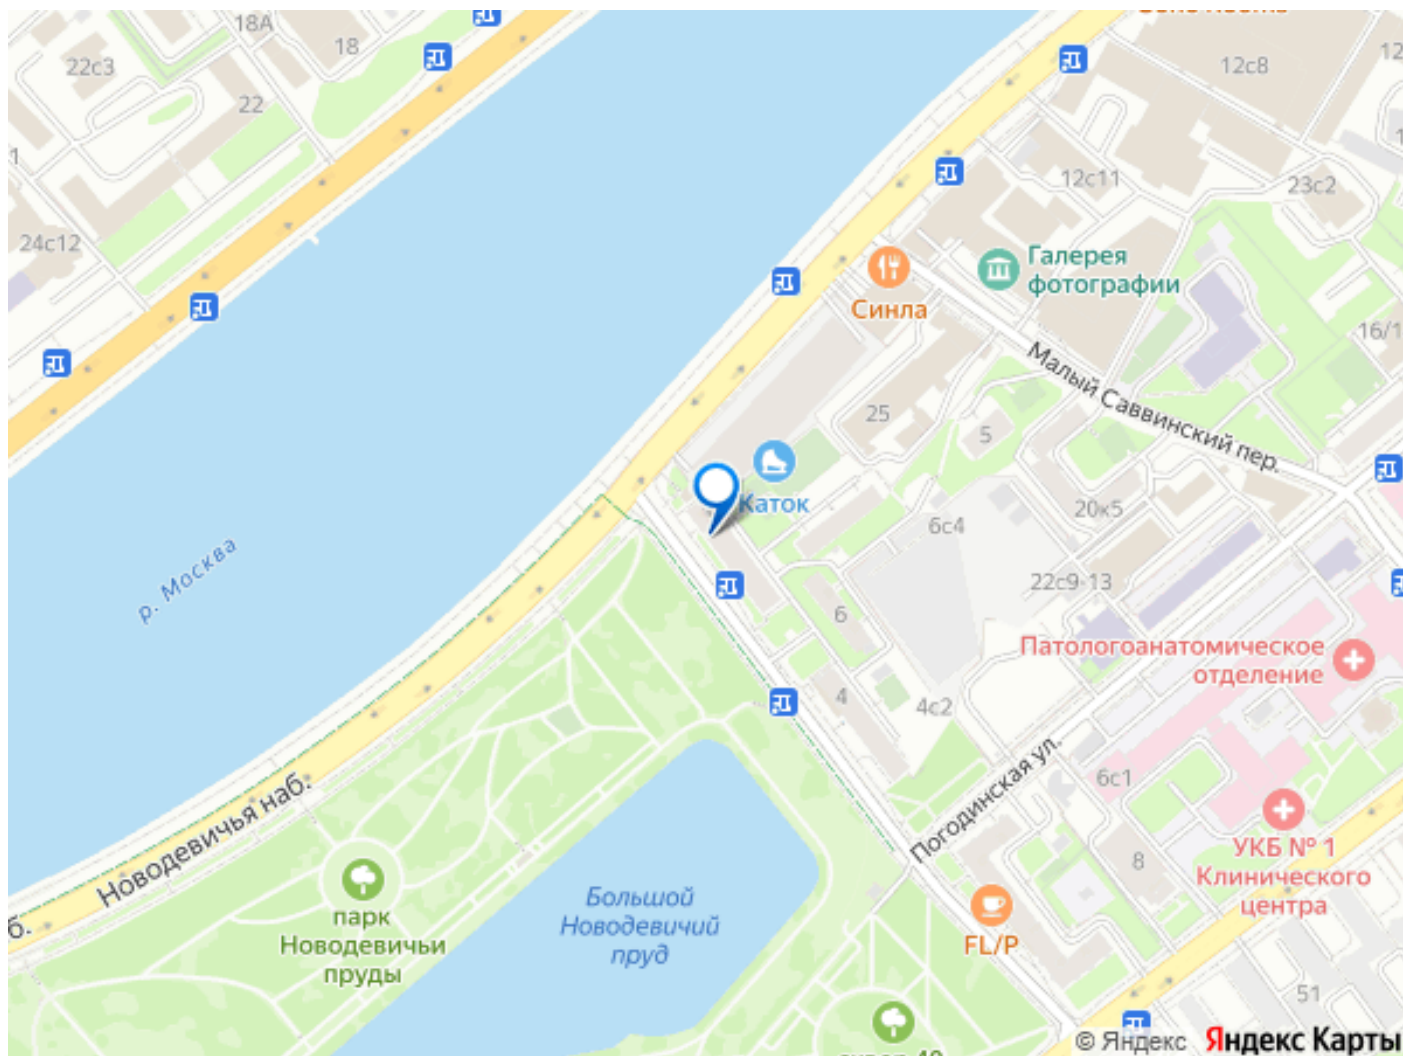 18А
18
22с3
22
12с8
12с11
23с2
24с12
Галерея
фотографии
Синла
16/1
Малый Саввинский пер.
25
5
Каток
20к5
6с4
22с9-13
р. Москва
6
Патологоанатомическое
отделение
4
4с2
Погодинская ул.
6с1
Новодевичья наб.
8
УКБ № 1
Клинического
центра
парк
Новодевичьи
пруды
Большой
Новодевичий
пруд
б.
FL/P
51
© Яндекс Яндекс Карты